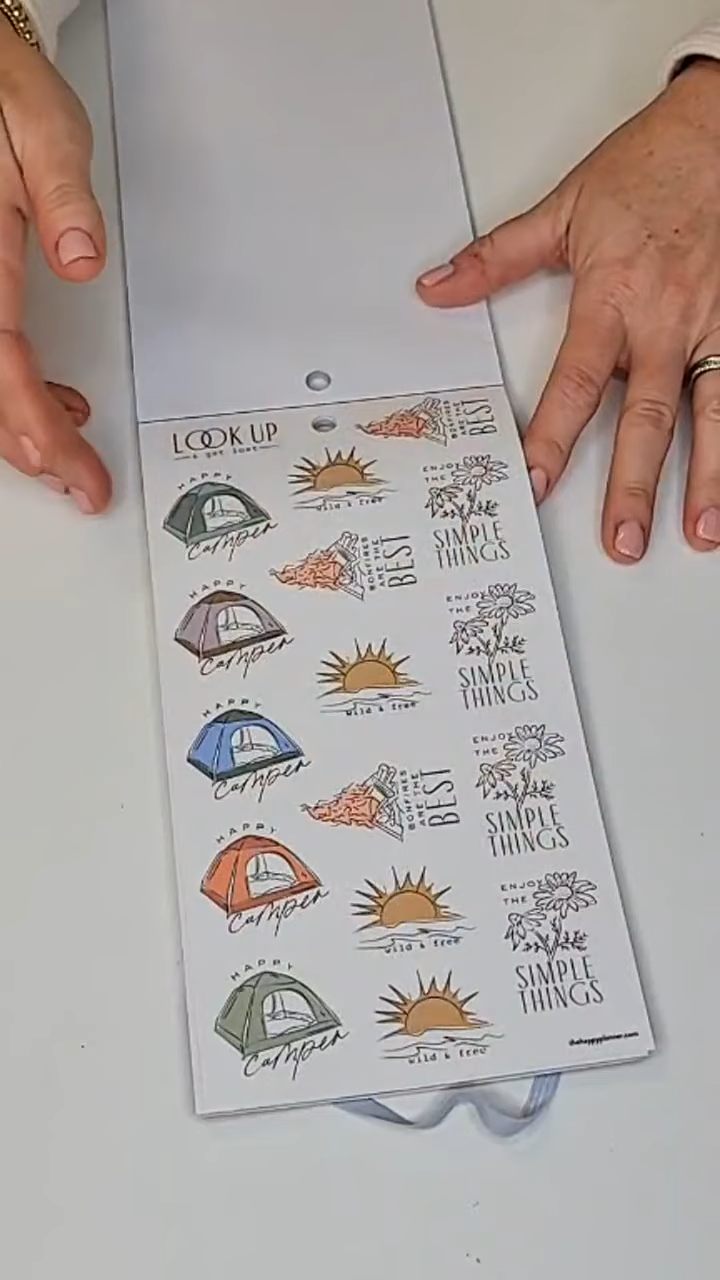 LOOK UP
& get lost
BONFIRES
ARE THE
BEST
HAPPY
Camper
wild & free
ENJOY
THE
SIMPLE
THINGS
HAPPY
Camper
BONFIRES
ARE THE
BEST
ENJOY
THE
SIMPLE
THINGS
HAPPY
Camper
wild & free
ENJOY
THE
SIMPLE
THINGS
HAPPY
Camper
BONFIRES
ARE THE
BEST
ENJOY
THE
SIMPLE
THINGS
HAPPY
Camper
wild & free
wild & free
thehappyplanner.com